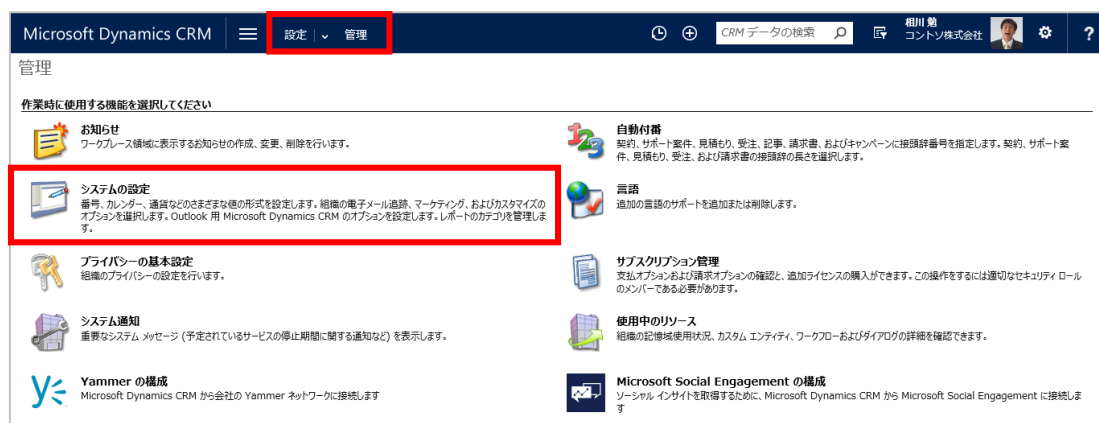 Microsoft Dynamics CRM 設定 管理 CRM データの検索 相川 勉
コントソ株式会社 ?
管理
作業時に使用する機能を選択してください
お知らせ
ワークプレース領域に表示するお知らせの作成、変更、削除を行います。
自動付番
契約、サポート案件、見積もり、受注、記事、請求書、およびキャンペーンに接頭辞番号を指定します。契約、サポート案
件、見積もり、受注、および請求書の接頭辞の長さを選択します。
システムの設定
番号、カレンダー、通貨などのさまざまな値の形式を設定します。組織の電子メール追跡、マーケティング、およびカスタマイズの
オプションを選択します。Outlook 用 Microsoft Dynamics CRM のオプションを設定します。レポートのカテゴリを管理しま
す。
言語
追加の言語のサポートを追加または削除します。
プライバシーの基本設定
組織のプライバシーの設定を行います。
サブスクリプション管理
支払オプションおよび請求オプションの確認と、追加ライセンスの購入ができます。この操作をするには適切なセキュリティ ロール
のメンバーである必要があります。
システム通知
重要なシステム メッセージ (予定されているサービスの停止期間に関する通知など) を表示します。
使用中のリソース
組織の記憶域使用状況、カスタム エンティティ、ワークフローおよびダイアログの詳細を確認できます。
Yammer の構成
Microsoft Dynamics CRM から会社の Yammer ネットワークに接続します
Microsoft Social Engagement の構成
ソーシャル インサイトを取得するために、Microsoft Dynamics CRM から Microsoft Social Engagement に接続しま
す